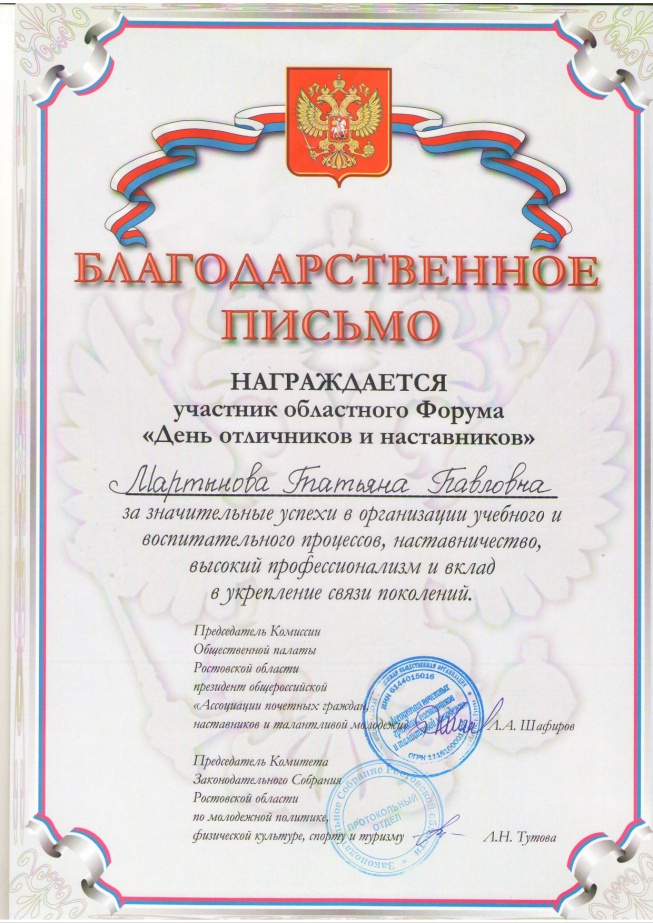 БЛАГОДАРСТВЕННОЕ
ПИСЬМО
НАГРАЖДАЕТСЯ
участник областного Форума
«День отличников и наставников»
Мартынова Татьяна Павловна
за значительные успехи в организации учебного и
воспитательного процессов, наставничество,
высокий профессионализм и вклад
в укрепление связи поколений.
Председатель Комиссии
Общественной палаты
Ростовской области
президент общероссийской
«Ассоциации почетных граждан,
наставников и талантливой молодежи»
Л.А. Шафиров
ИНН 6144015016
Председатель Комитета
Законодательного Собрания
Ростовской области
по молодежной политике,
физической культуре, спорту и туризму
Л.Н. Тутова
Законодательное Собрание Ростовской области
ПРОТОКОЛЬНЫЙ
ОТДЕЛ